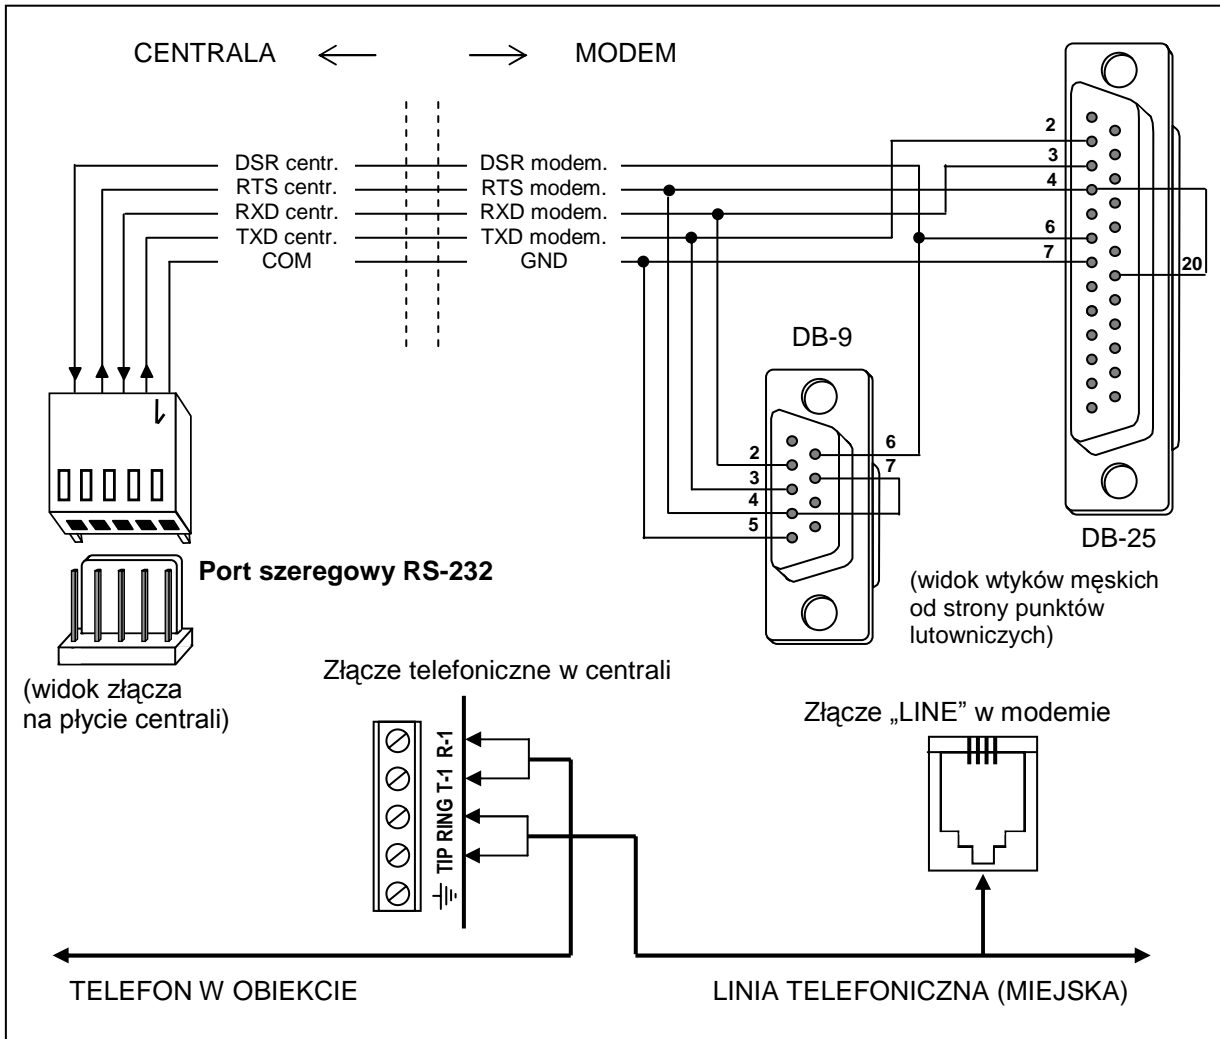 CENTRALA
MODEM
DSR centr.
DSR modem.
RTS centr.
RTS modem.
RXD centr.
RXD modem.
TXD centr.
TXD modem.
COM
GND
2
3
4
6
7
20
DB-25
DB-9
2
3
4
5
6
7
(widok wtyków męskich
od strony punktów
lutowniczych)
Port szeregowy RS-232
(widok złącza
na płycie centrali)
Złącze telefoniczne w centrali
R-1
T-1
RING
TIP
Złącze „LINE” w modemie
TELEFON W OBIEKCIE
LINIA TELEFONICZNA (MIEJSKA)